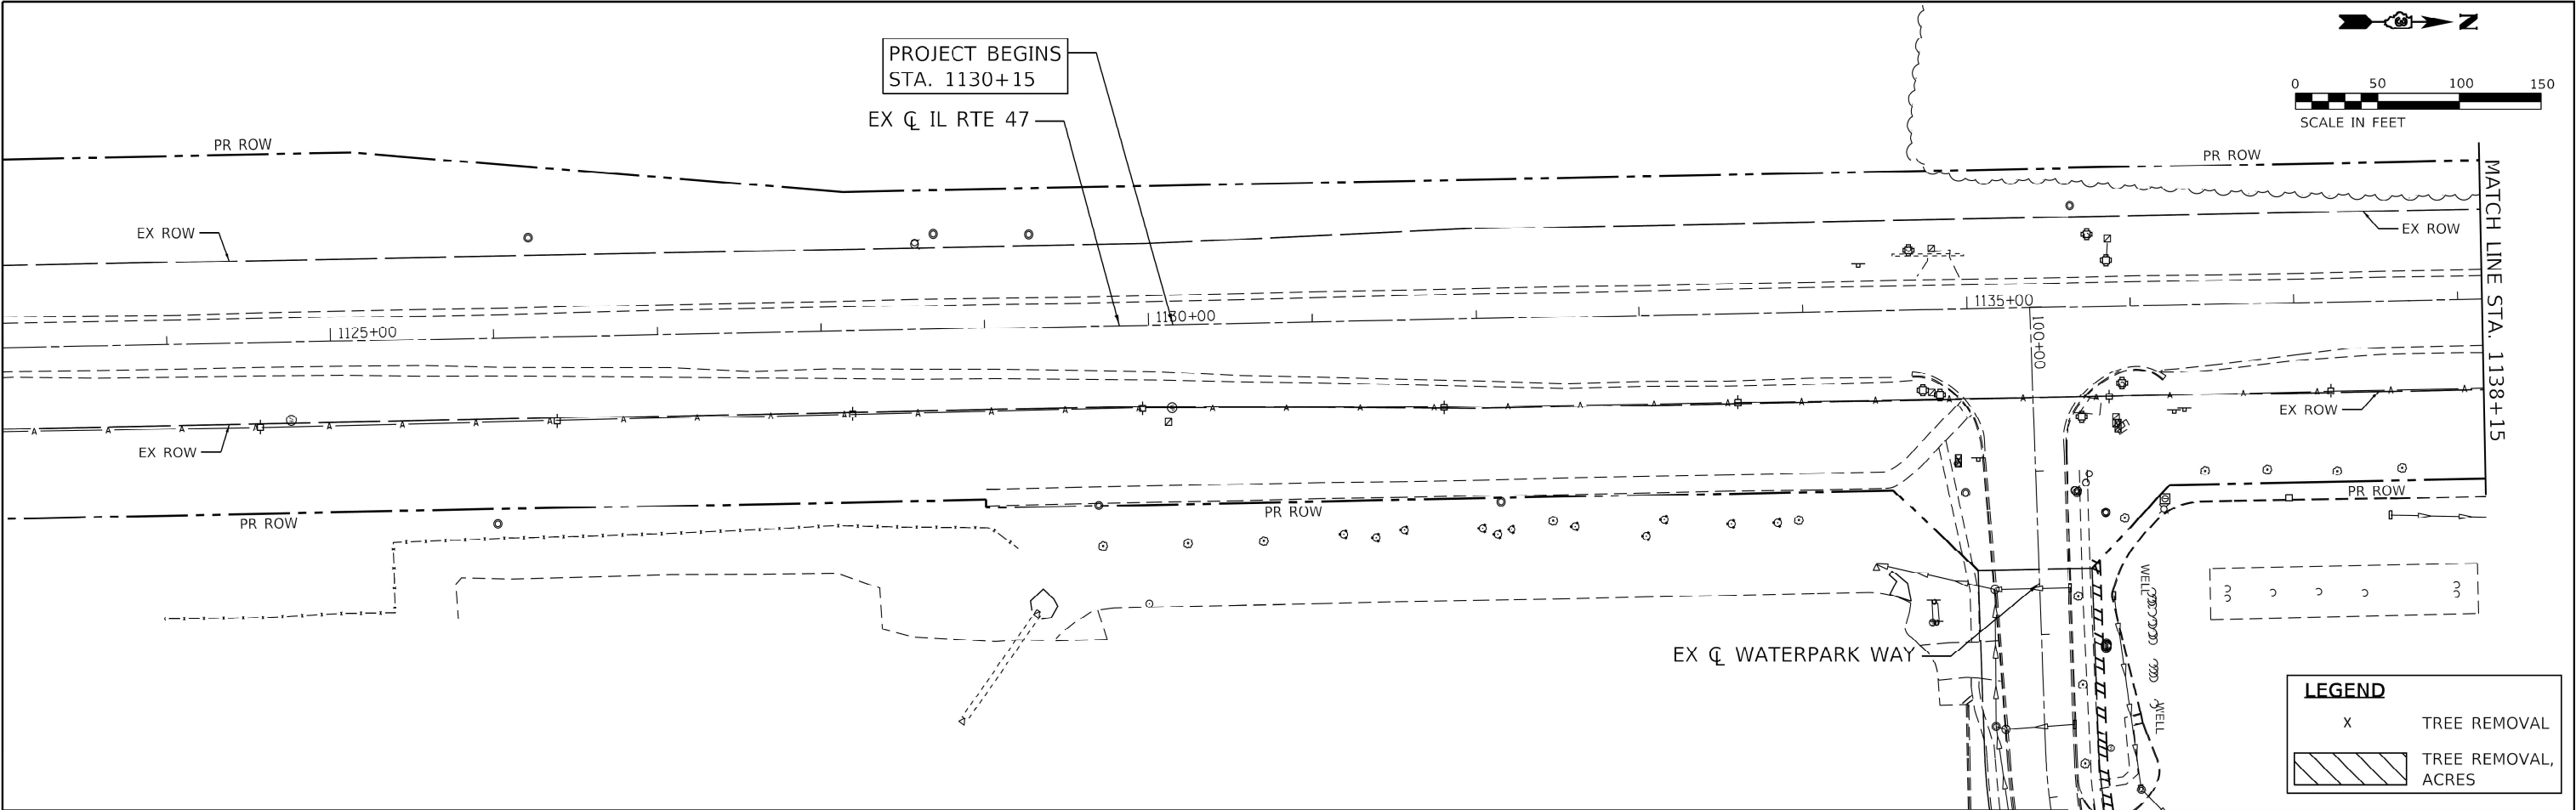 PROJECT BEGINS
STA. 1130+15
EX ℄ IL RTE 47
N
0 50 100 150
SCALE IN FEET
PR ROW
PR ROW
EX ROW
EX ROW
MATCH LINE STA. 1138+15
1125+00
1130+00
1135+00
100+00
EX ROW
EX ROW
PR ROW
PR ROW
PR ROW
WELL
WELL
EX ℄ WATERPARK WAY
LEGEND
X TREE REMOVAL
TREE REMOVAL,
ACRES